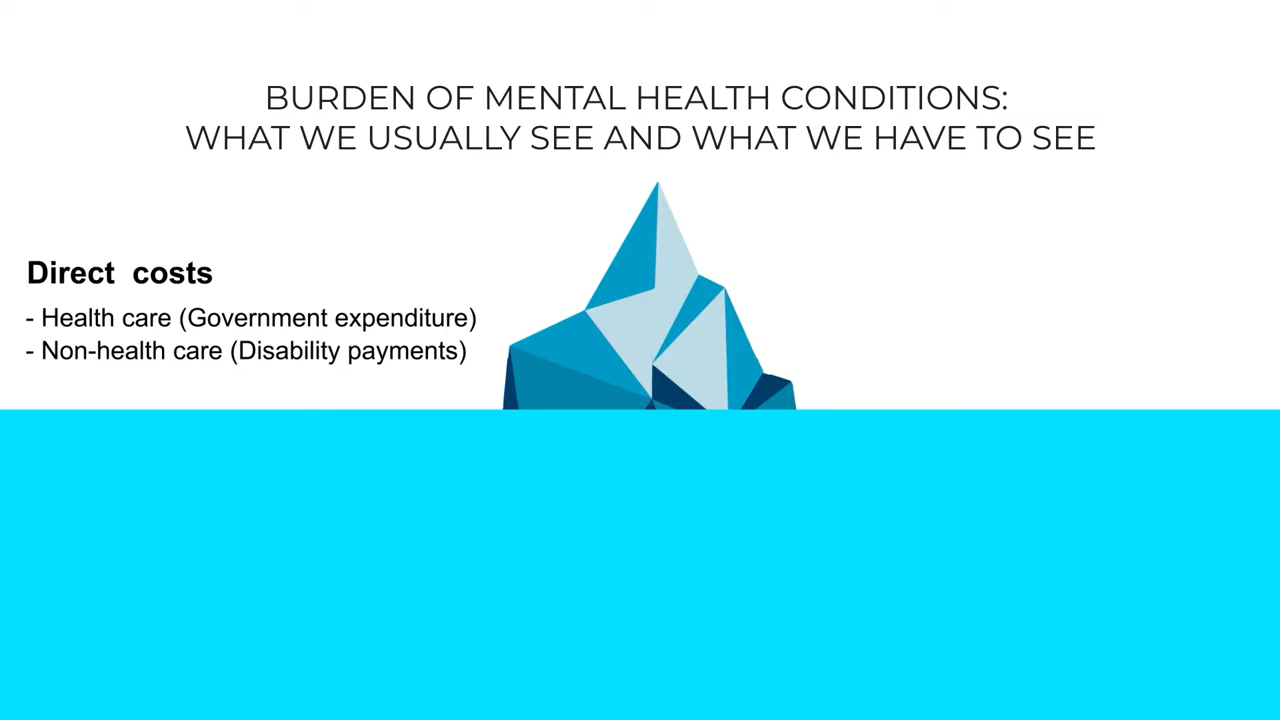 BURDEN OF MENTAL HEALTH CONDITIONS:
WHAT WE USUALLY SEE AND WHAT WE HAVE TO SEE
Direct costs
- Health care (Government expenditure)
- Non-health care (Disability payments)